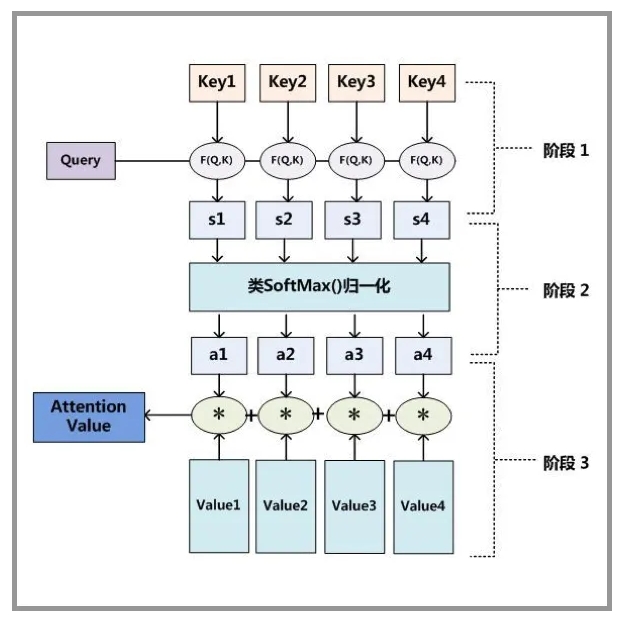 Key1 Key2 Key3 Key4
Query F(Q,K) F(Q,K) F(Q,K) F(Q,K) 阶段 1
s1 s2 s3 s4
类SoftMax()归一化 阶段 2
a1 a2 a3 a4
Attention
Value
* + * + * + *
阶段 3
Value1 Value2 Value3 Value4